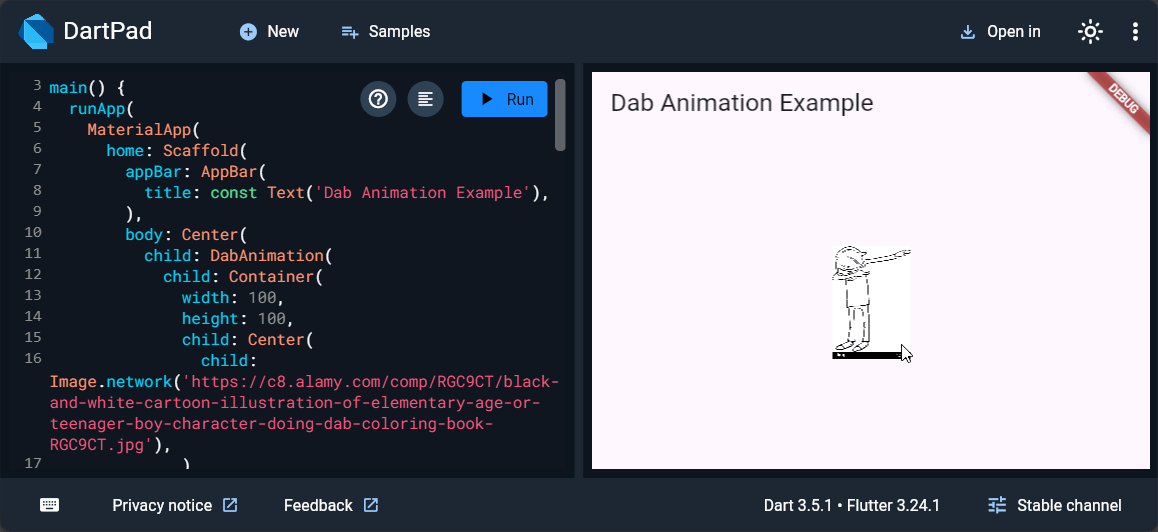 DartPad
New
Samples
Open in
3 main() {
4 runApp(
5 MaterialApp(
6 home: Scaffold(
7 appBar: AppBar(
8 title: const Text('Dab Animation Example'),
9 ),
10 body: Center(
11 child: DabAnimation(
12 child: Container(
13 width: 100,
14 height: 100,
15 child: Center(
16 child:
Image.network('https://c8.alamy.com/comp/RGC9CT/black-
and-white-cartoon-illustration-of-elementary-age-or-
teenager-boy-character-doing-dab-coloring-book-
RGC9CT.jpg'),
17 )
Run
Dab Animation Example
DEBUG
Privacy notice
Feedback
Dart 3.5.1 • Flutter 3.24.1
Stable channel